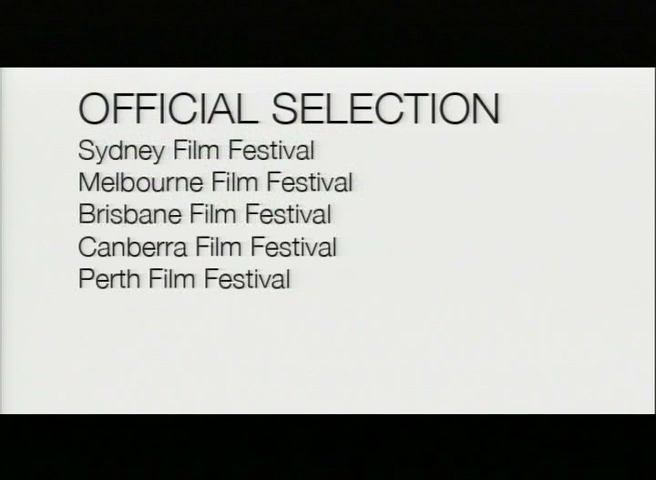 OFFICIAL SELECTION
Sydney Film Festival
Melbourne Film Festival
Brisbane Film Festival
Canberra Film Festival
Perth Film Festival